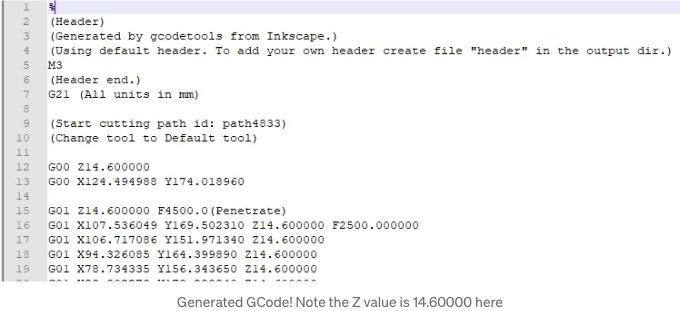 1 %
2 (Header)
3 (Generated by gcodetools from Inkscape.)
4 (Using default header. To add your own header create file "header" in the output dir.)
5 M3
6 (Header end.)
7 G21 (All units in mm)
8
9 (Start cutting path id: path4833)
10 (Change tool to Default tool)
11
12 G00 Z14.600000
13 G00 X124.494988 Y174.018960
14
15 G01 Z14.600000 F4500.0(Penetrate)
16 G01 X107.536049 Y169.502310 Z14.600000 F2500.000000
17 G01 X106.717086 Y151.971340 Z14.600000
18 G01 X94.326085 Y164.399890 Z14.600000
19 G01 X78.734335 Y156.343650 Z14.600000
Generated GCode! Note the Z value is 14.60000 here